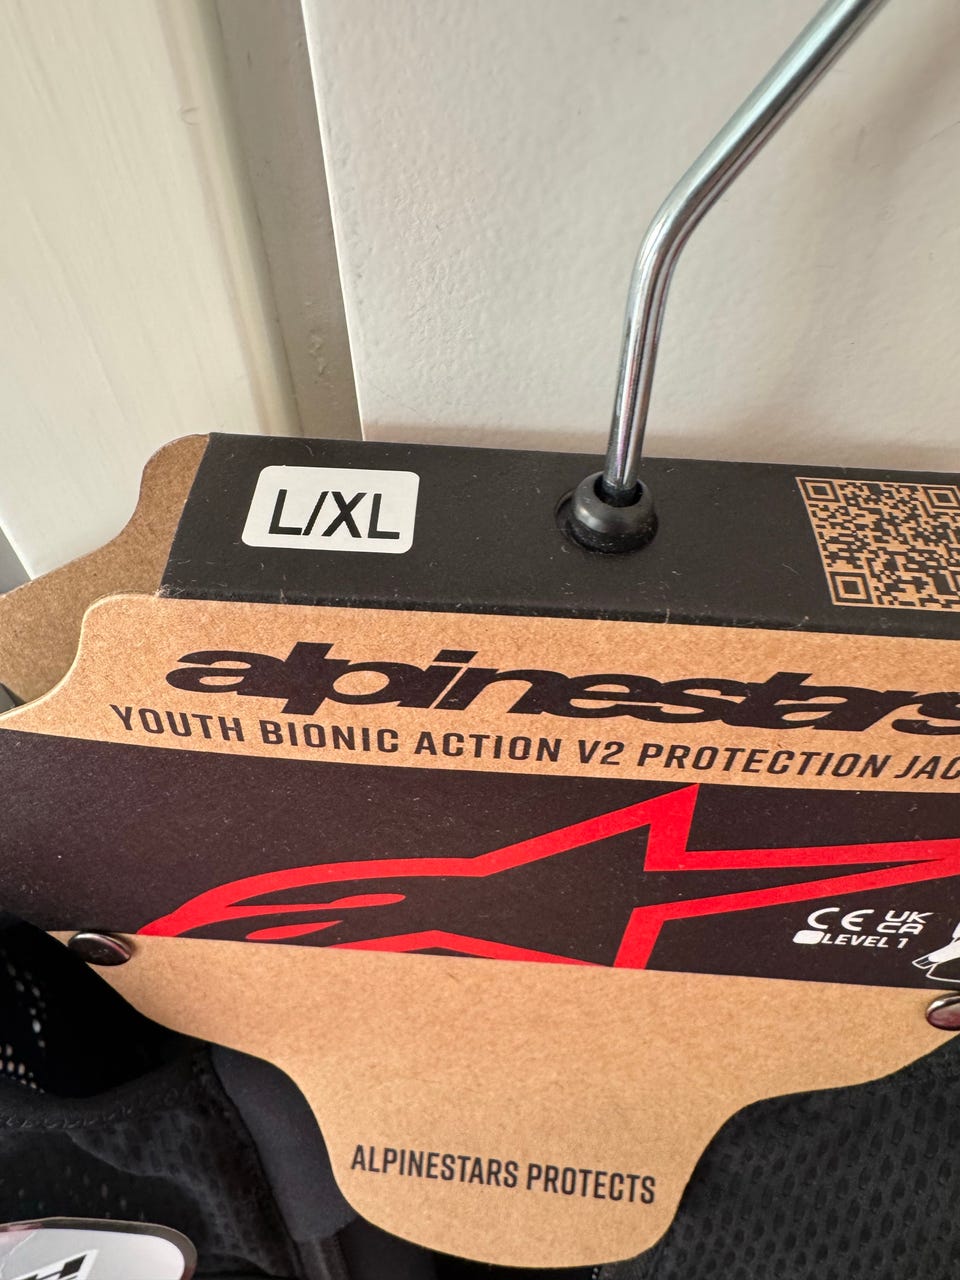 L/XL
alpinestars
YOUTH BIONIC ACTION V2 PROTECTION JAC
CE UK
CA
LEVEL 1
ALPINESTARS PROTECTS